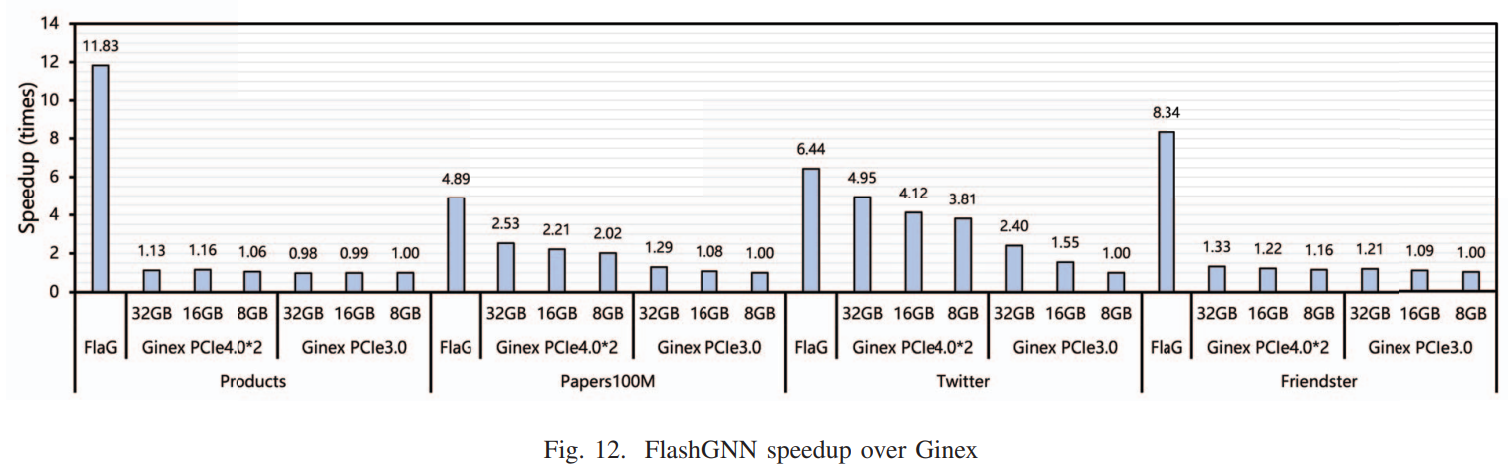 14
12
10
8
6
4
2
0
Speedup (times)
11.83
1.13 1.16 1.06 0.98 0.99 1.00
4.89
2.53 2.21 2.02 1.29 1.08 1.00
6.44
4.95 4.12 3.81 2.40 1.55 1.00
8.34
1.33 1.22 1.16 1.21 1.09 1.00
32GB 16GB 8GB 32GB 16GB 8GB 32GB 16GB 8GB 32GB 16GB 8GB 32GB 16GB 8GB 32GB 16GB 8GB 32GB 16GB 8GB 32GB 16GB 8GB
FlaG Ginex PCIe4.0*2 Ginex PCIe3.0 FlaG Ginex PCIe4.0*2 Ginex PCIe3.0 FlaG Ginex PCIe4.0*2 Ginex PCIe3.0 FlaG Ginex PCIe4.0*2 Ginex PCIe3.0
Products Papers100M Twitter Friendster
Fig. 12. FlashGNN speedup over Ginex